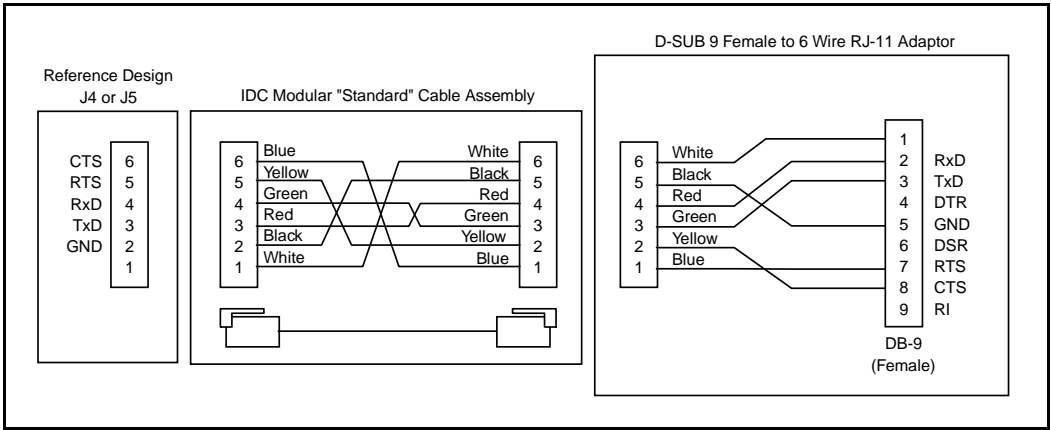 D-SUB 9 Female to 6 Wire RJ-11 Adaptor
Reference Design
J4 or J5
IDC Modular "Standard" Cable Assembly
CTS 6
RTS 5
RxD 4
TxD 3
GND 2
1
6 Blue White 6
5 Yellow Black 5
4 Green Red 4
3 Red Green 3
2 Black Yellow 2
1 White Blue 1
6 White
5 Black
4 Red
3 Green
2 Yellow
1 Blue
1
2 RxD
3 TxD
4 DTR
5 GND
6 DSR
7 RTS
8 CTS
9 RI
DB-9
(Female)